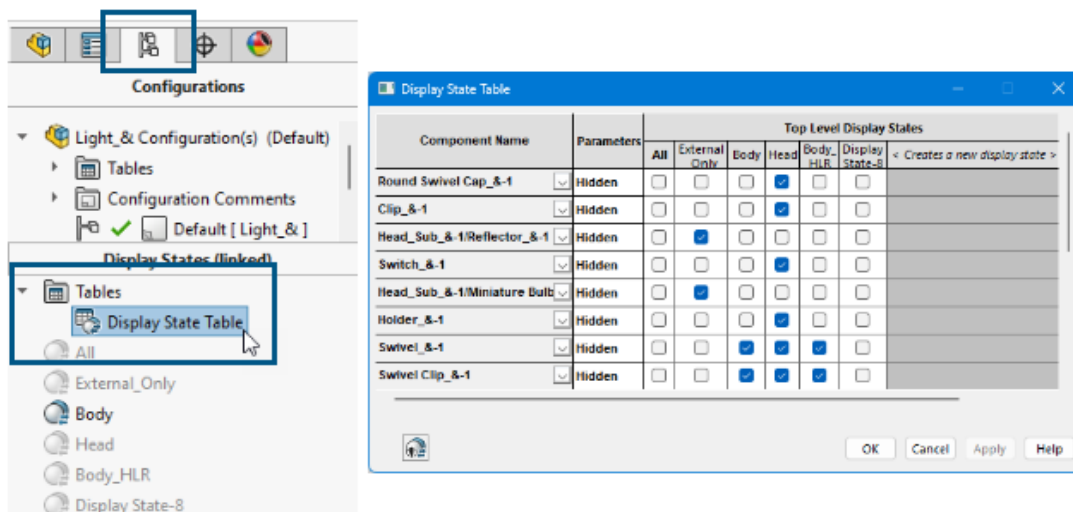 Configurations
Light_& Configuration(s) (Default)
Tables
Configuration Comments
Default [ Light_& ]
Display States (linked)
Tables
Display State Table
All
External_Only
Body
Head
Body_HLR
Display State-8
Display State Table
Component Name Parameters Top Level Display States
All External Only Body Head Body_HLR Display State-8 < Creates a new display state >
Round Swivel Cap_&-1 Hidden
Clip_&-1 Hidden
Head_Sub_&-1/Reflector_&-1 Hidden
Switch_&-1 Hidden
Head_Sub_&-1/Miniature Bulb Hidden
Holder_&-1 Hidden
Swivel_&-1 Hidden
Swivel Clip_&-1 Hidden
OK Cancel Apply Help